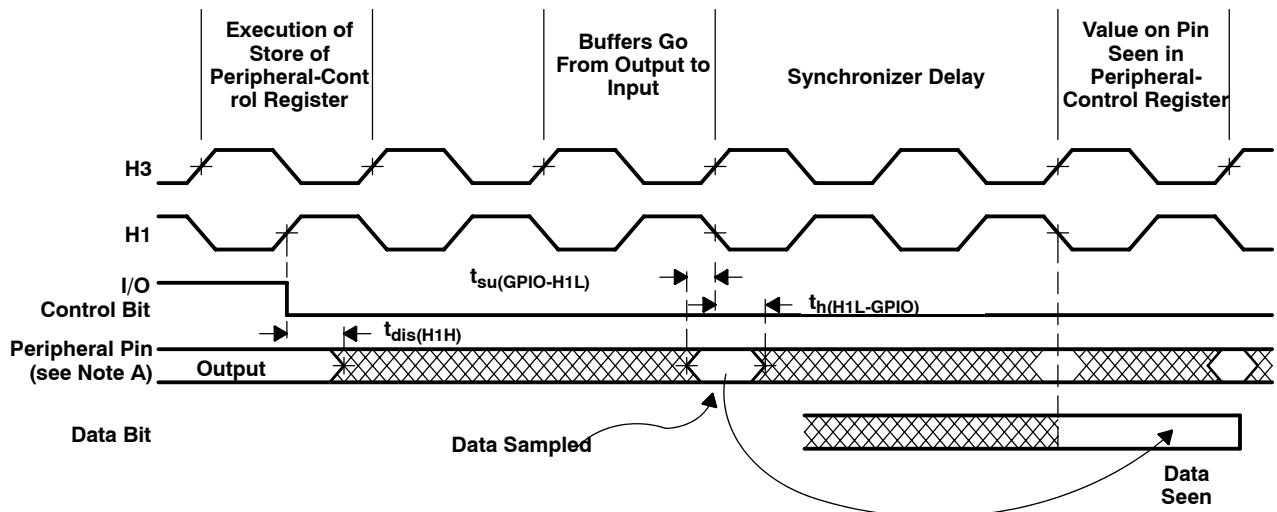 Execution of
Store of
Peripheral-Cont
rol Register
Buffers Go
From Output to
Input
Synchronizer Delay
Value on Pin
Seen in
Peripheral-
Control Register
H3
H1
I/O
Control Bit
tsu(GPIO-H1L)
th(H1L-GPIO)
tdis(H1H)
Peripheral Pin
(see Note A)
Output
Data Bit
Data Sampled
Data
Seen